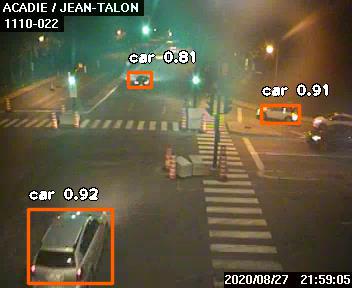 ACADIE / JEAN-TALON
1110-022
car 0.81
car 0.91
car 0.92
2020/08/27 21:59:05